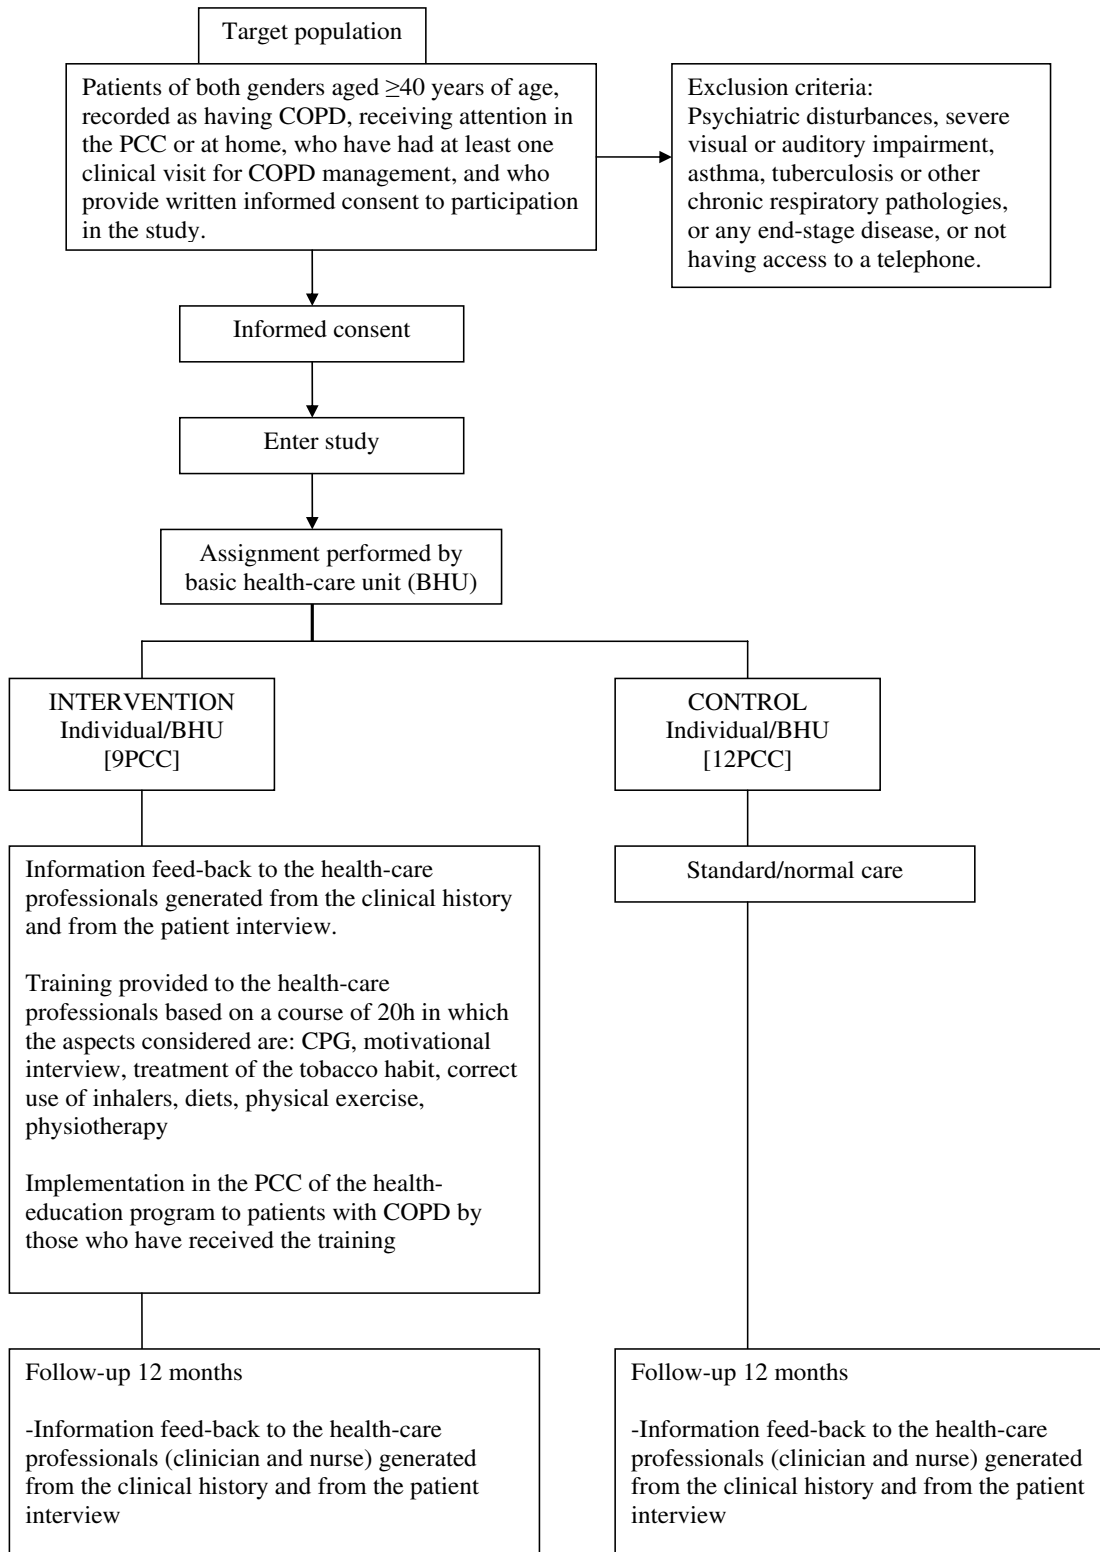 Target population
Patients of both genders aged ≥40 years of age,
recorded as having COPD, receiving attention in
the PCC or at home, who have had at least one
clinical visit for COPD management, and who
provide written informed consent to participation
in the study.
Exclusion criteria:
Psychiatric disturbances, severe
visual or auditory impairment,
asthma, tuberculosis or other
chronic respiratory pathologies,
or any end-stage disease, or not
having access to a telephone.
Informed consent
Enter study
Assignment performed by
basic health-care unit (BHU)
INTERVENTION
Individual/BHU
[9PCC]
CONTROL
Individual/BHU
[12PCC]
Information feed-back to the health-care
professionals generated from the clinical history
and from the patient interview.
Training provided to the health-care
professionals based on a course of 20h in which
the aspects considered are: CPG, motivational
interview, treatment of the tobacco habit, correct
use of inhalers, diets, physical exercise,
physiotherapy
Implementation in the PCC of the health-
education program to patients with COPD by
those who have received the training
Standard/normal care
Follow-up 12 months
-Information feed-back to the health-care
professionals (clinician and nurse) generated
from the clinical history and from the patient
interview
Follow-up 12 months
-Information feed-back to the health-care
professionals (clinician and nurse) generated
from the clinical history and from the patient
interview